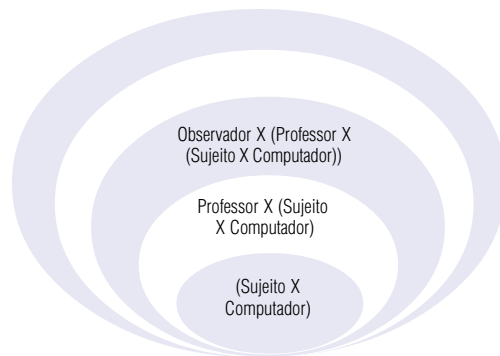 Observador X (Professor X
(Sujeito X Computador))
Professor X (Sujeito
X Computador)
(Sujeito X
Computador)